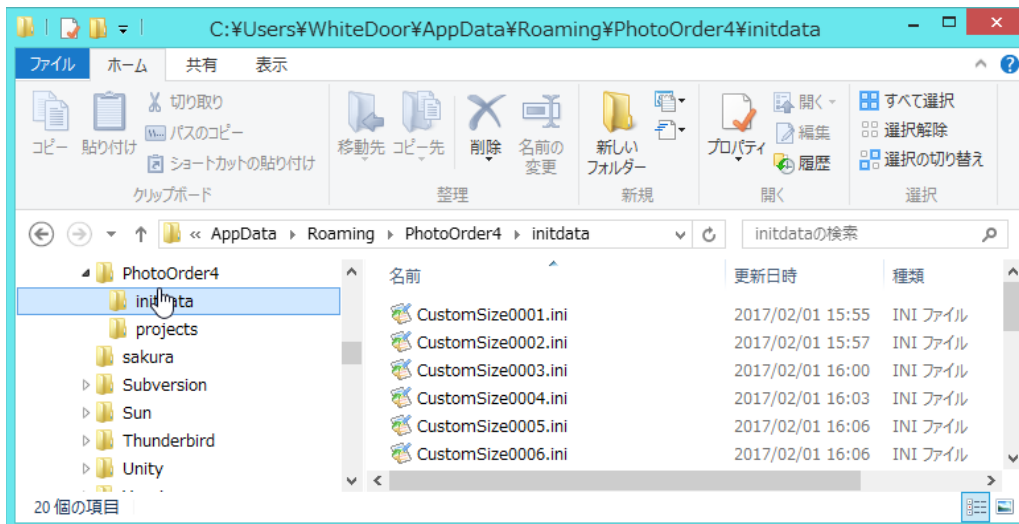 C:¥Users¥WhiteDoor¥AppData¥Roaming¥PhotoOrder4¥initdata
ファイル ホーム 共有 表示
コピー
貼り付け
切り取り
パスのコピー
ショートカットの貼り付け
クリップボード
移動先
コピー先
削除
名前の
変更
整理
新しい
フォルダー
新規
プロパティ
開く
編集
履歴
開く
すべて選択
選択解除
選択の切り替え
選択
« AppData Roaming PhotoOrder4 initdata
initdataの検索
PhotoOrder4
initdata
projects
sakura
Subversion
Sun
Thunderbird
Unity
名前 更新日時 種類
CustomSize0001.ini 2017/02/01 15:55 INI ファイル
CustomSize0002.ini 2017/02/01 15:57 INI ファイル
CustomSize0003.ini 2017/02/01 16:00 INI ファイル
CustomSize0004.ini 2017/02/01 16:03 INI ファイル
CustomSize0005.ini 2017/02/01 16:06 INI ファイル
CustomSize0006.ini 2017/02/01 16:06 INI ファイル
20 個の項目